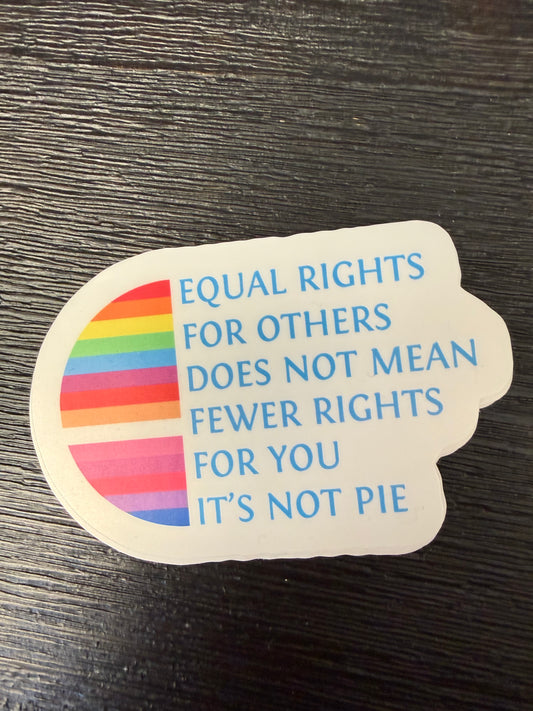 EQUAL RIGHTS
FOR OTHERS
DOES NOT MEAN
FEWER RIGHTS
FOR YOU
IT'S NOT PIE